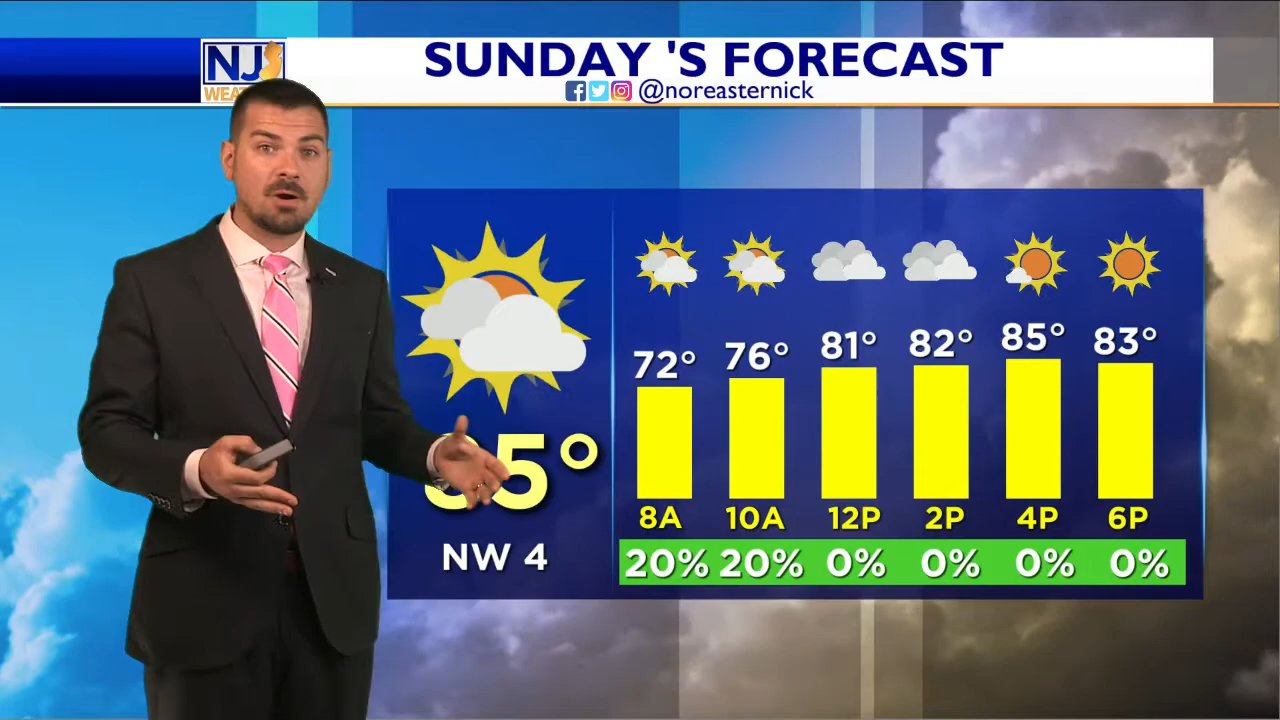 NJ
SUNDAY 'S FORECAST
@noreasternick
72° 76° 81° 82° 85° 83°
8A 10A 12P 2P 4P 6P
NW 4
20% 20% 0% 0% 0% 0%